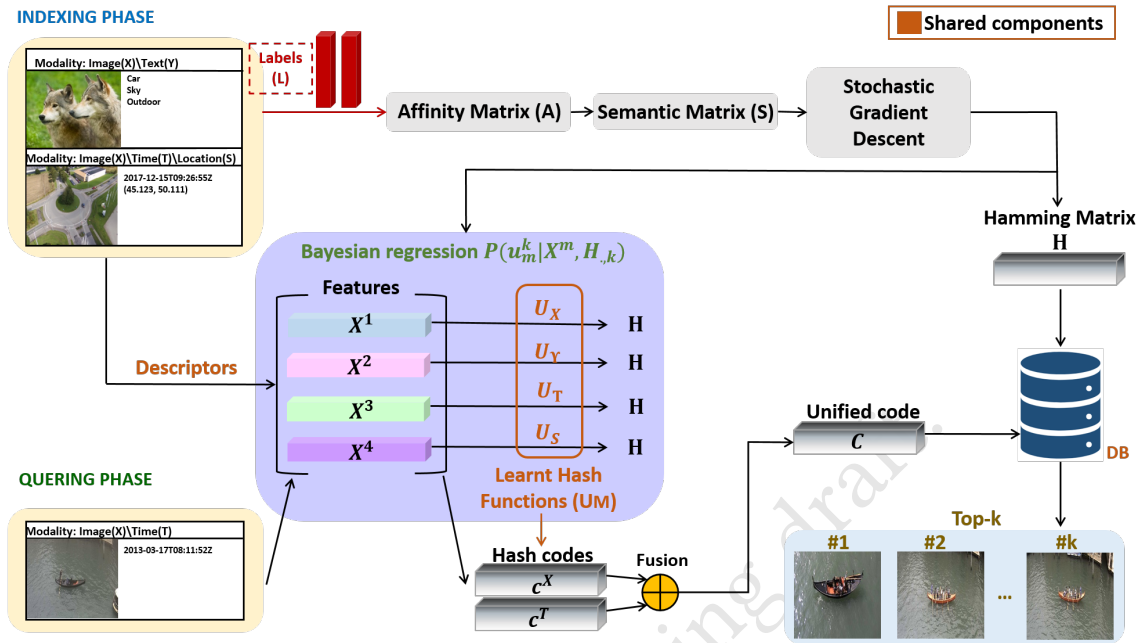 INDEXING PHASE
Shared components
Labels
(L)
Modality: Image(X)\Text(Y)
Car
Sky
Outdoor
Modality: Image(X)\Time(T)\Location(S)
2017-12-15T09:26:55Z
(45.123, 50.111)
Affinity Matrix (A)
Semantic Matrix (S)
Stochastic
Gradient
Descent
Hamming Matrix
H
Bayesian regression P(u_m^k|X^m, H_.,k)
Features
X^1
U_X
H
X^2
U_Y
H
X^3
U_T
H
X^4
U_S
H
Descriptors
Learnt Hash
Functions (UM)
Unified code
C
DB
QUERING PHASE
Modality: Image(X)\Time(T)
2013-03-17T08:11:52Z
Hash codes
c^X
c^T
Fusion
Top-k
#1
#2
#k
...